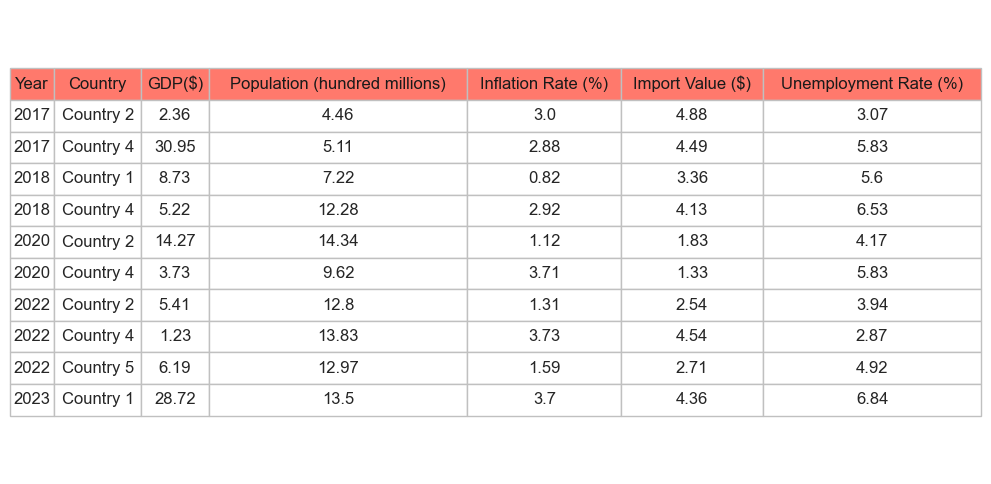 Year Country GDP($) Population (hundred millions) Inflation Rate (%) Import Value ($) Unemployment Rate (%)
2017 Country 2 2.36 4.46 3.0 4.88 3.07
2017 Country 4 30.95 5.11 2.88 4.49 5.83
2018 Country 1 8.73 7.22 0.82 3.36 5.6
2018 Country 4 5.22 12.28 2.92 4.13 6.53
2020 Country 2 14.27 14.34 1.12 1.83 4.17
2020 Country 4 3.73 9.62 3.71 1.33 5.83
2022 Country 2 5.41 12.8 1.31 2.54 3.94
2022 Country 4 1.23 13.83 3.73 4.54 2.87
2022 Country 5 6.19 12.97 1.59 2.71 4.92
2023 Country 1 28.72 13.5 3.7 4.36 6.84